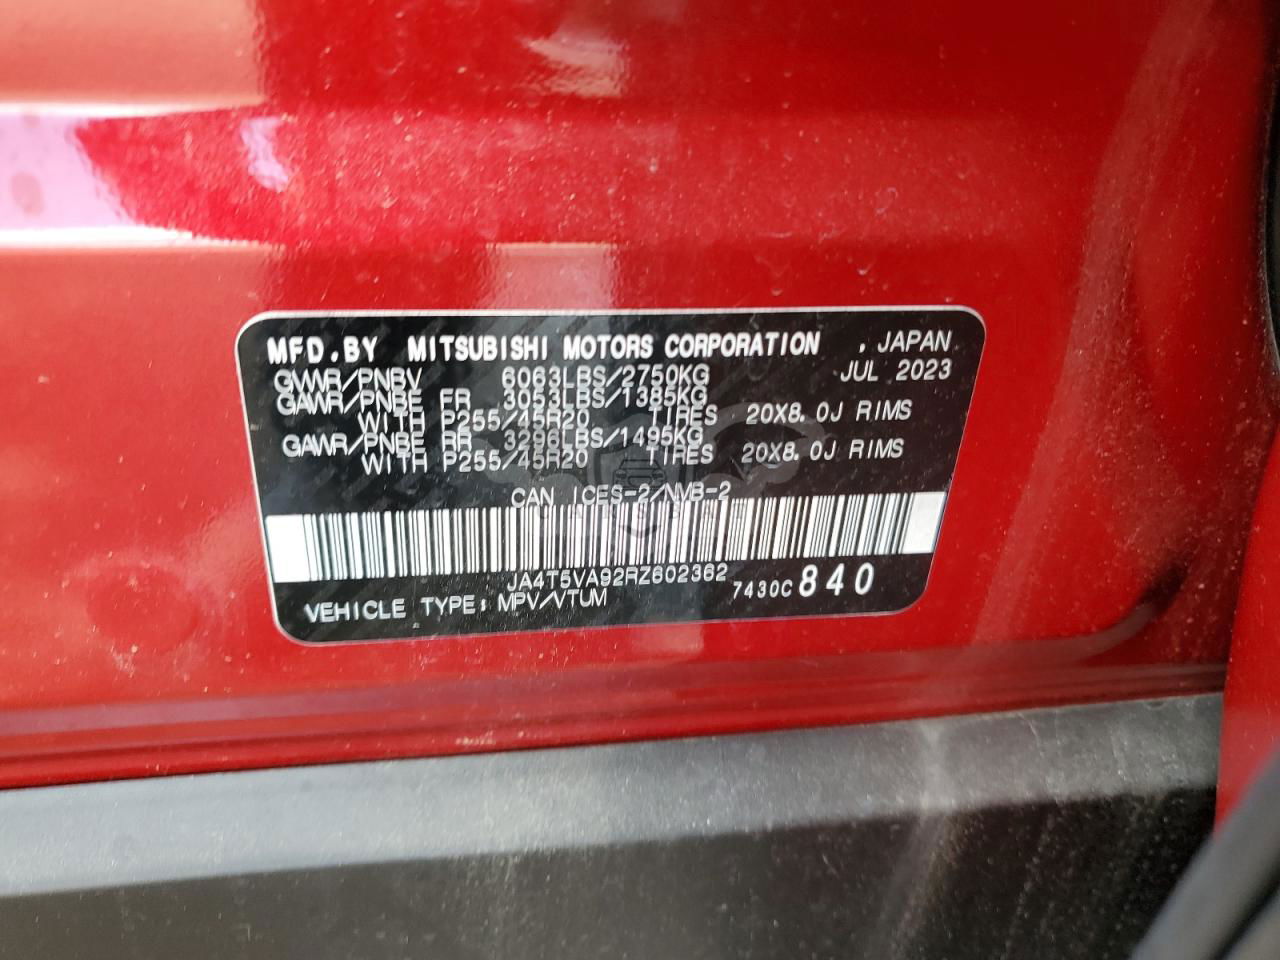 MFD.BY MITSUBISHI MOTORS CORPORATION , JAPAN
GVWR/PNBV 6063LBS/2750KG JUL 2023
GAWR/PNBE FR 3053LBS/1385KG
WITH P255/45R20 TIRES 20X8.0J RIMS
GAWR/PNBE RR 3296LBS/1495KG
WITH P255/45R20 TIRES 20X8.0J RIMS
CAN ICES-2/NMB-2
JA4T5VA92RZ602362
VEHICLE TYPE: MPV/VTUM 7430C 840